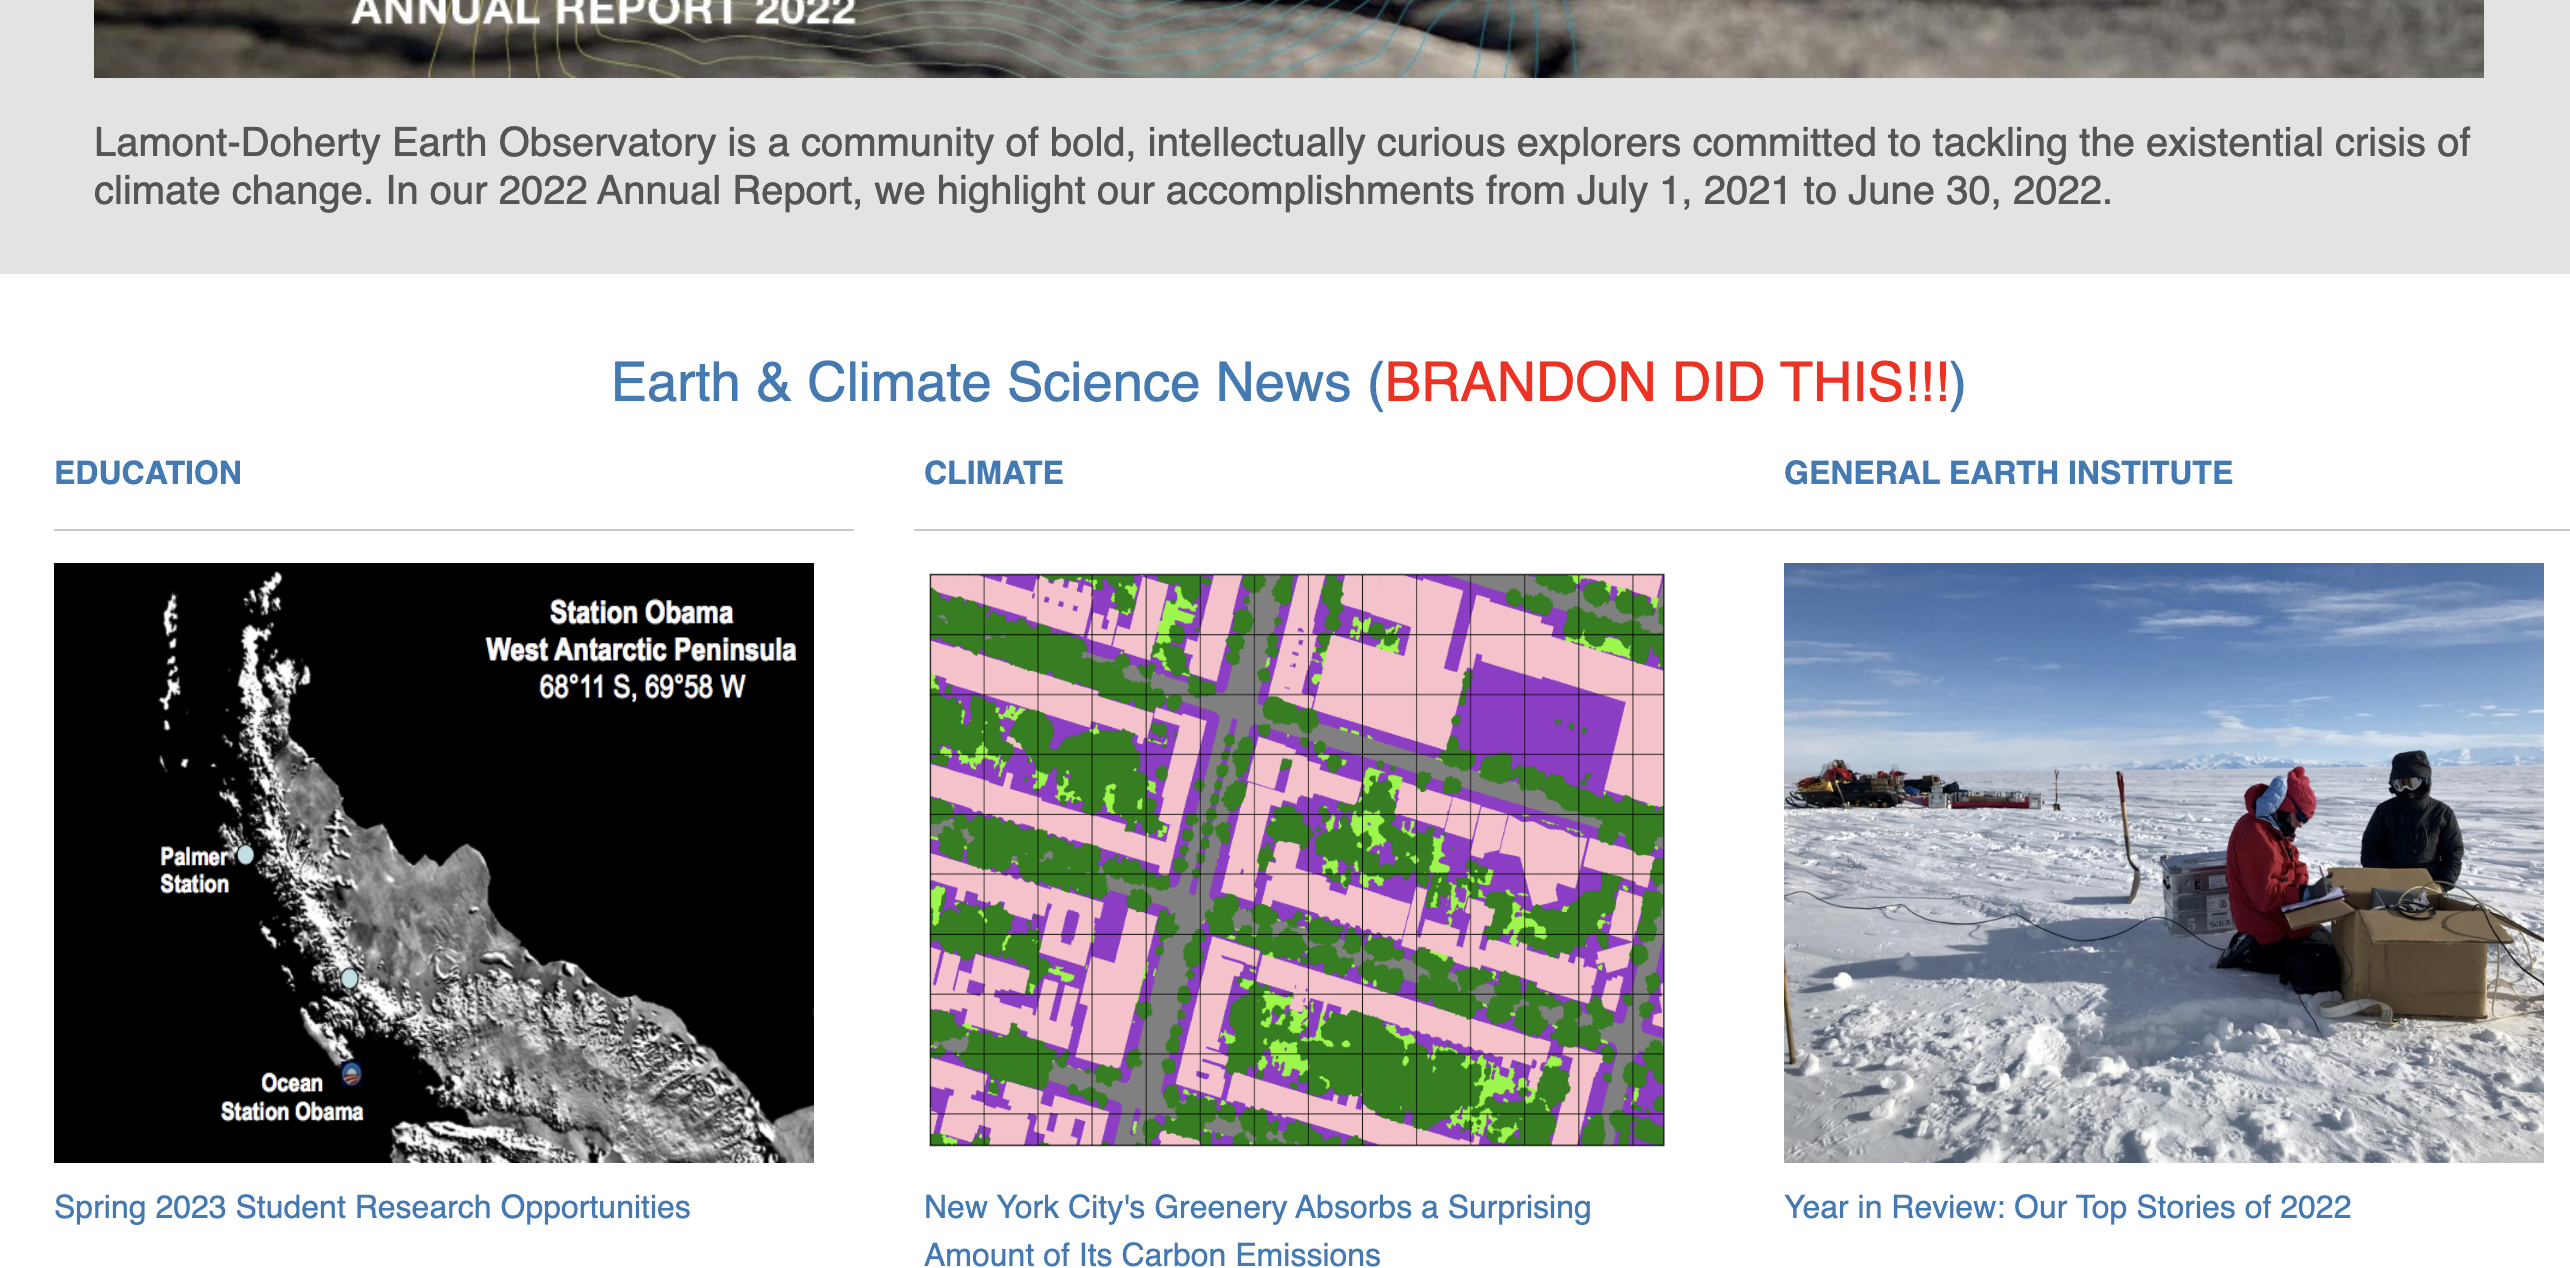 ANNUAL REPORT 2022
Lamont-Doherty Earth Observatory is a community of bold, intellectually curious explorers committed to tackling the existential crisis of
climate change. In our 2022 Annual Report, we highlight our accomplishments from July 1, 2021 to June 30, 2022.
Earth & Climate Science News (BRANDON DID THIS!!!)
EDUCATION
CLIMATE
GENERAL EARTH INSTITUTE
Station Obama
West Antarctic Peninsula
68°11 S, 69°58 W
Palmer
Station
Ocean
Station Obama
Spring 2023 Student Research Opportunities
New York City's Greenery Absorbs a Surprising
Amount of Its Carbon Emissions
Year in Review: Our Top Stories of 2022